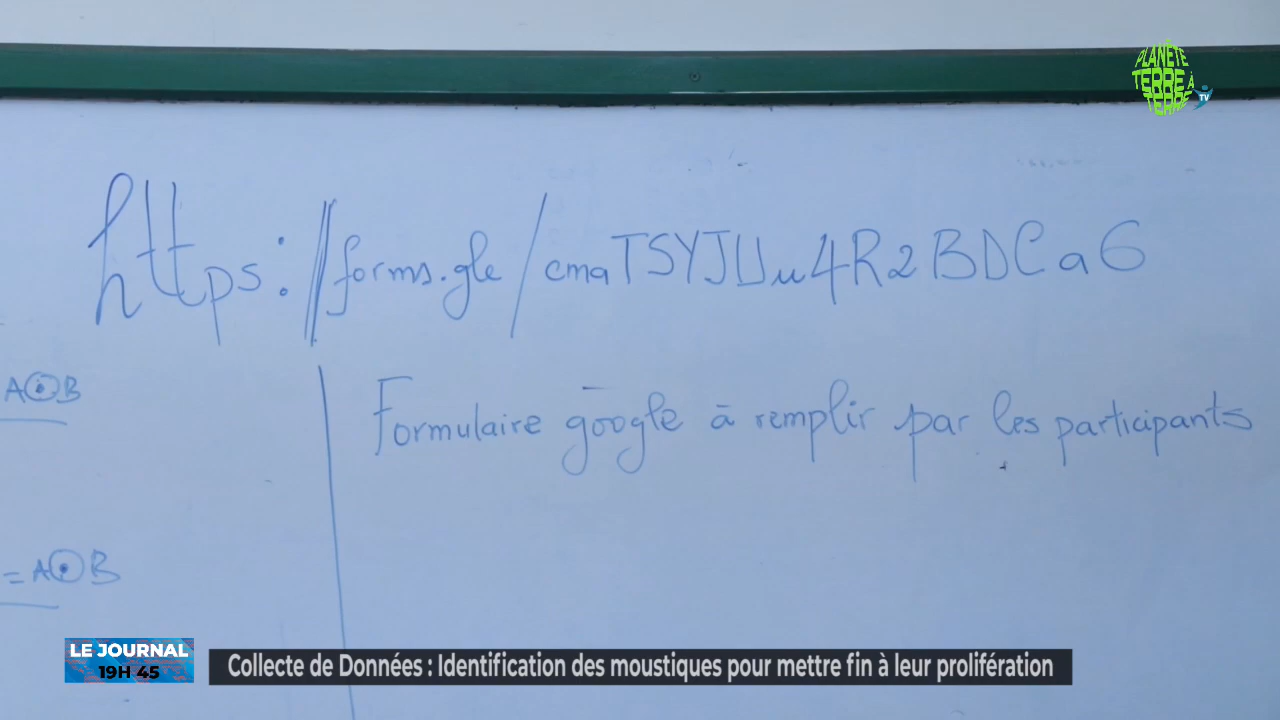 PLANÈTE
TERRE À
TERRE
TV
https://forms.gle/cmaTSYJUu4R2BDCa6
A⊙B
Formulaire google à remplir par les participants
=A⊙B
LE JOURNAL
19H 45
Collecte de Données : Identification des moustiques pour mettre fin à leur prolifération